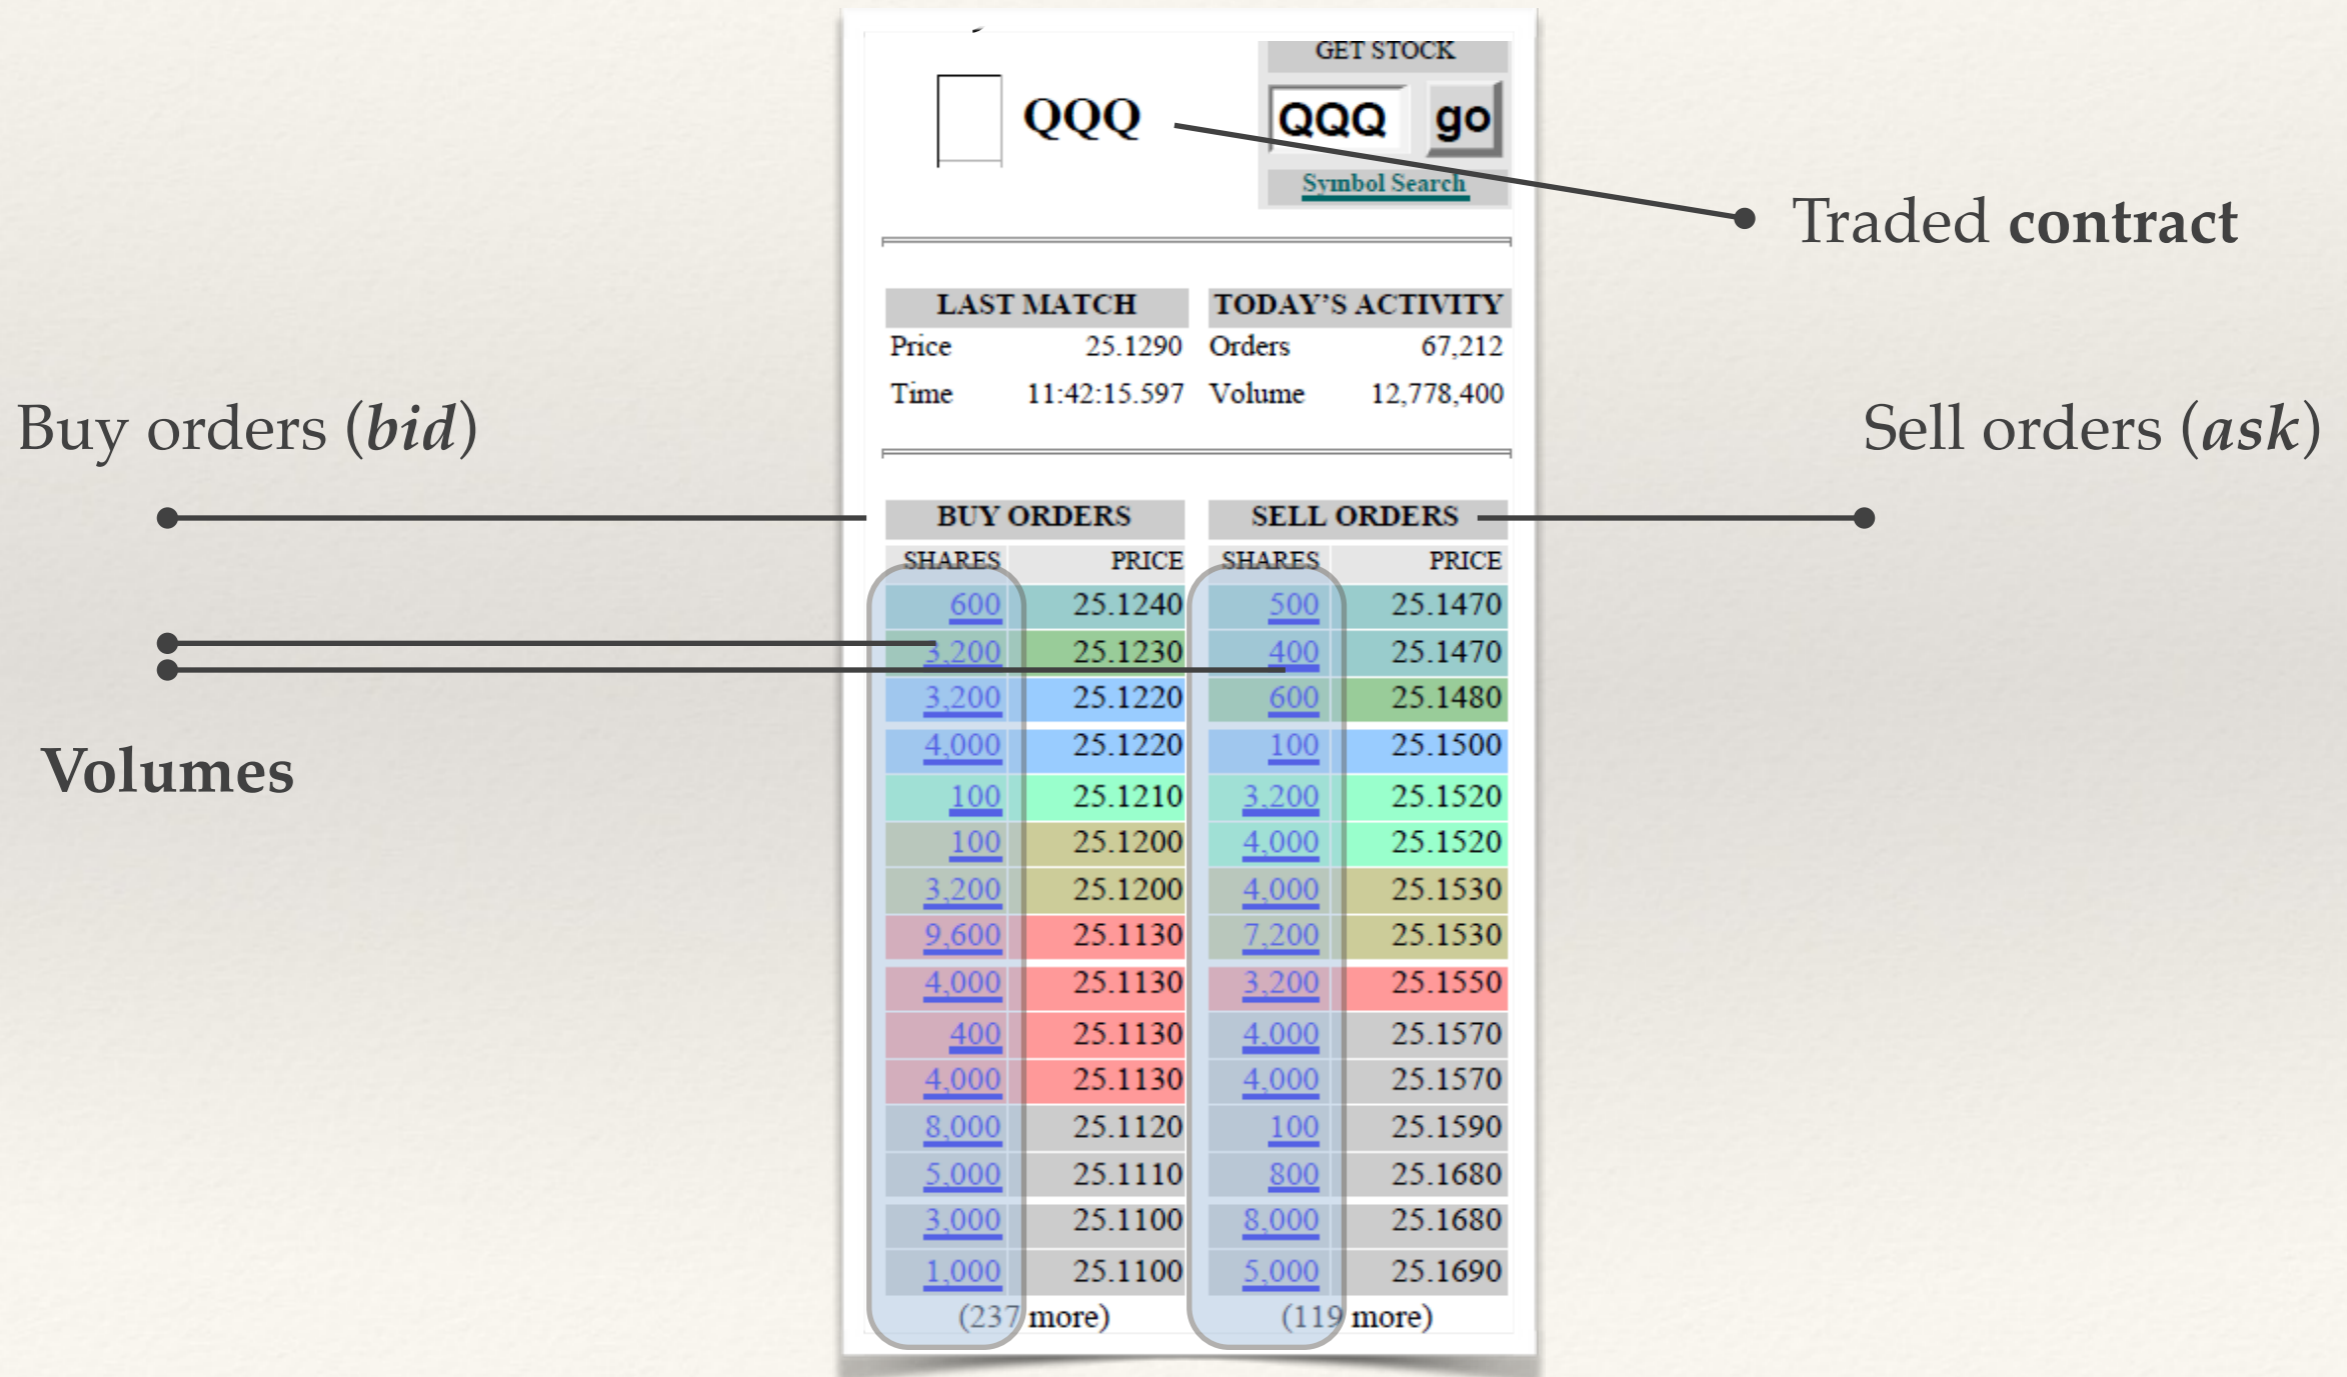 GET STOCK
QQQ
QQQ go
Symbol Search
Traded contract
LAST MATCH TODAY'S ACTIVITY
Price 25.1290 Orders 67,212
Time 11:42:15.597 Volume 12,778,400
Buy orders (bid)
Sell orders (ask)
BUY ORDERS SELL ORDERS
SHARES PRICE SHARES PRICE
600 25.1240 500 25.1470
3,200 25.1230 400 25.1470
3,200 25.1220 600 25.1480
4,000 25.1220 100 25.1500
Volumes
100 25.1210 3,200 25.1520
100 25.1200 4,000 25.1520
3,200 25.1200 4,000 25.1530
9,600 25.1130 7,200 25.1530
4,000 25.1130 3,200 25.1550
400 25.1130 4,000 25.1570
4,000 25.1130 4,000 25.1570
8,000 25.1120 100 25.1590
5,000 25.1110 800 25.1680
3,000 25.1100 8,000 25.1680
1,000 25.1100 5,000 25.1690
(237 more) (119 more)